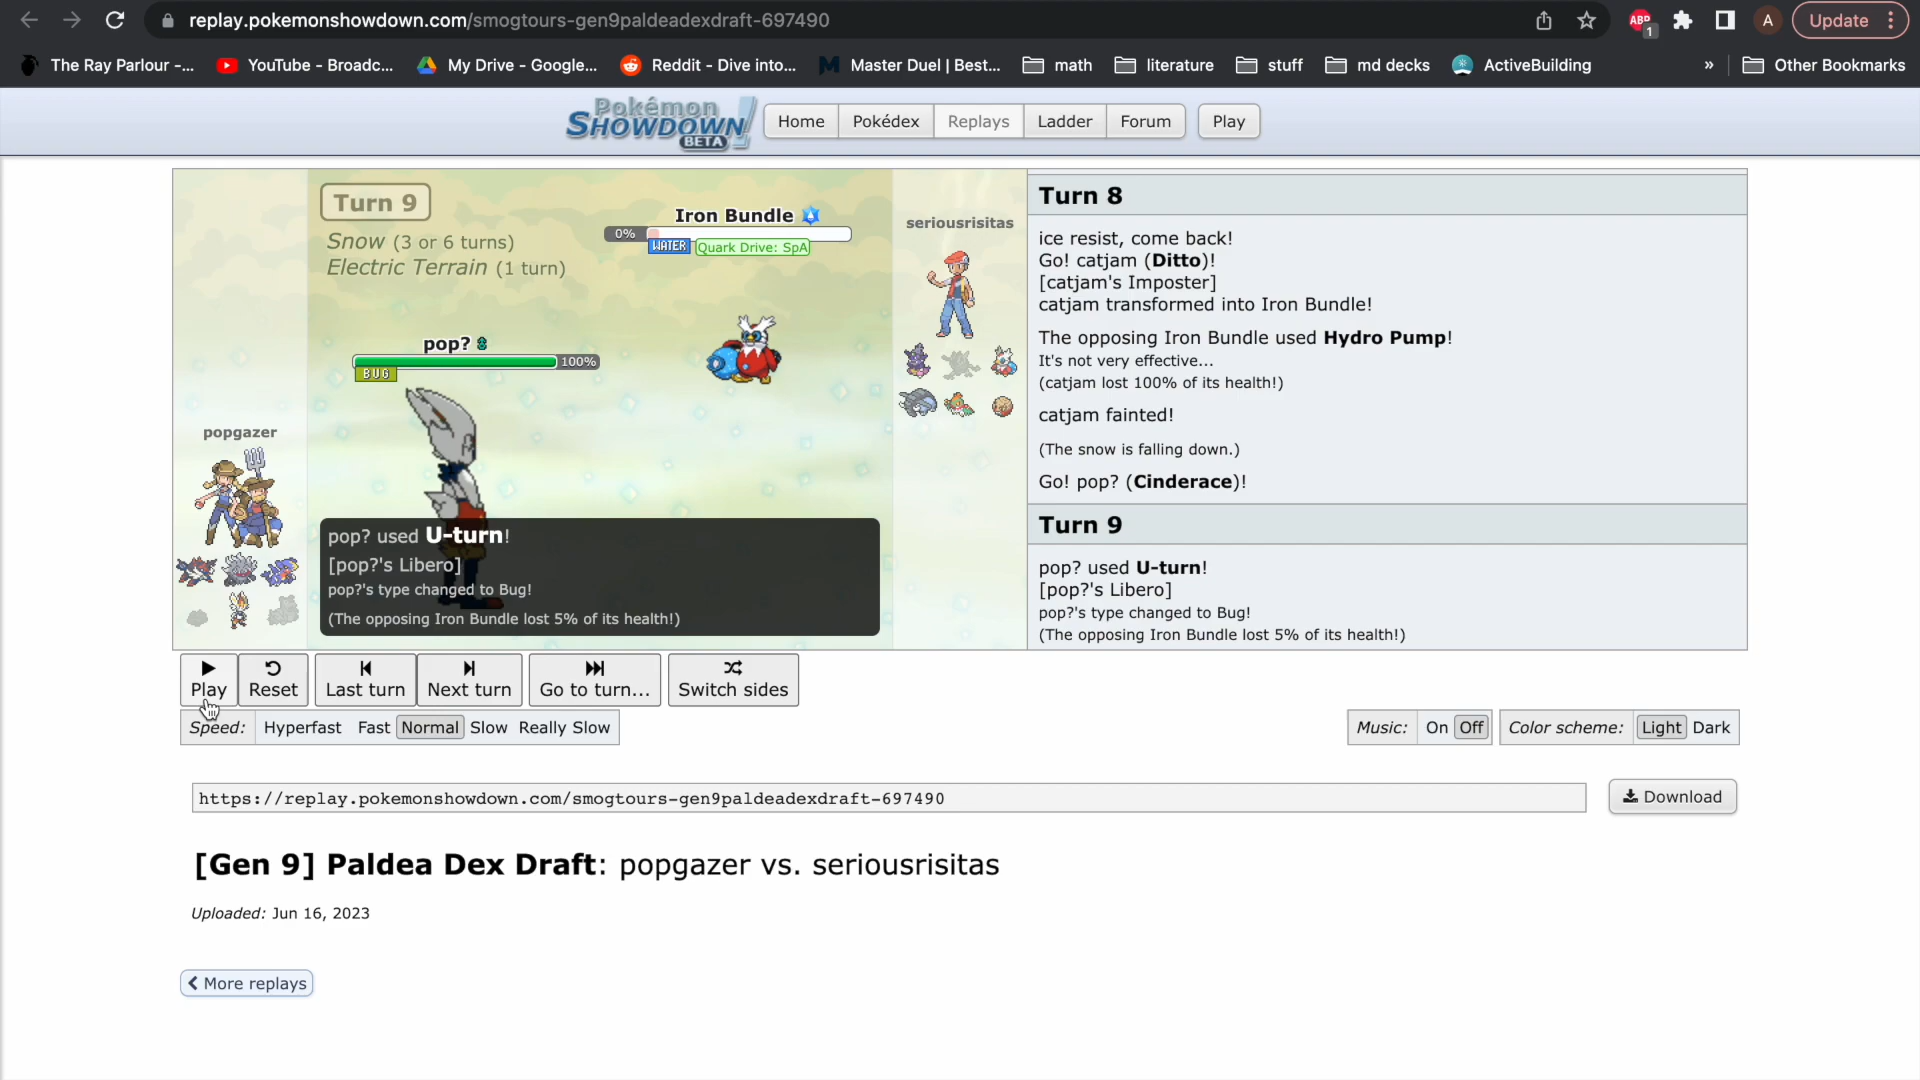 replay.pokemonshowdown.com/smogtours-gen9paldeadexdraft-697490
ABP
1
A
Update
The Ray Parlour -...
YouTube - Broadc...
My Drive - Google...
Reddit - Dive into...
Master Duel | Best...
math
literature
stuff
md decks
ActiveBuilding
»
Other Bookmarks
Pokémon
SHOWDOWN!
BETA
Home
Pokédex
Replays
Ladder
Forum
Play
Turn 9
Snow (3 or 6 turns)
Electric Terrain (1 turn)
Iron Bundle
0%
WATER
Quark Drive: SpA
pop?
100%
BUG
popgazer
seriousrisitas
pop? used U-turn!
[pop?'s Libero]
pop?'s type changed to Bug!
(The opposing Iron Bundle lost 5% of its health!)
Turn 8
ice resist, come back!
Go! catjam (Ditto)!
[catjam's Imposter]
catjam transformed into Iron Bundle!
The opposing Iron Bundle used Hydro Pump!
It's not very effective...
(catjam lost 100% of its health!)
catjam fainted!
(The snow is falling down.)
Go! pop? (Cinderace)!
Turn 9
pop? used U-turn!
[pop?'s Libero]
pop?'s type changed to Bug!
(The opposing Iron Bundle lost 5% of its health!)
Play
Reset
Last turn
Next turn
Go to turn...
Switch sides
Speed:
Hyperfast
Fast
Normal
Slow
Really Slow
Music:
On
Off
Color scheme:
Light
Dark
https://replay.pokemonshowdown.com/smogtours-gen9paldeadexdraft-697490
Download
[Gen 9] Paldea Dex Draft: popgazer vs. seriousrisitas
Uploaded: Jun 16, 2023
More replays